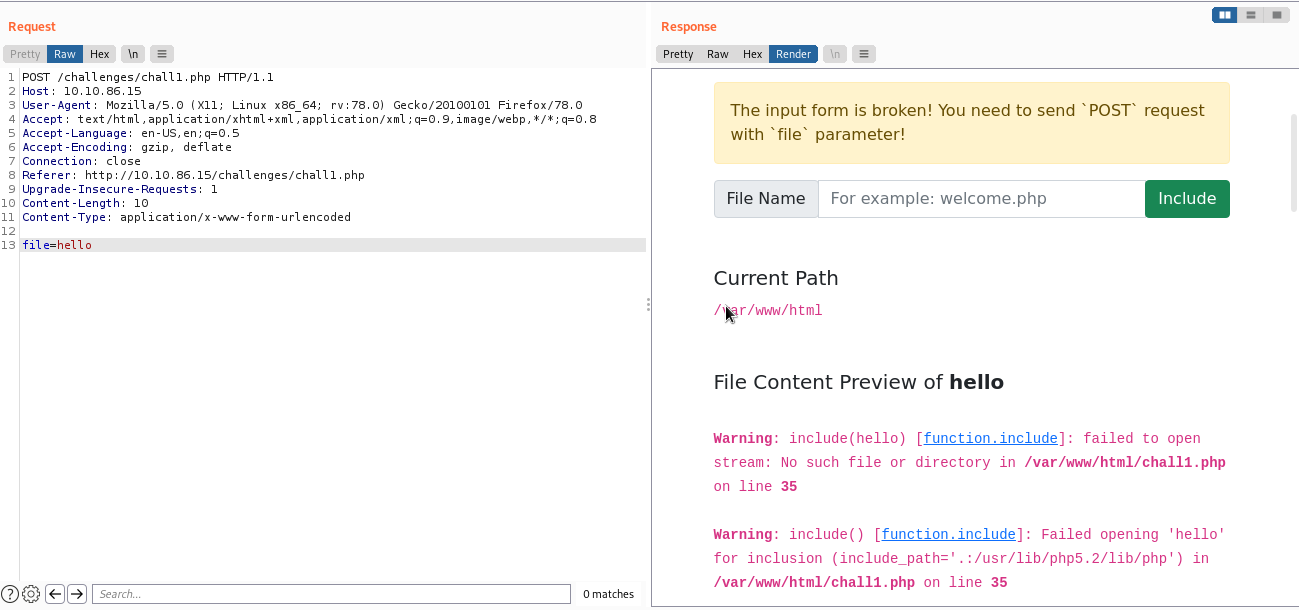 Request
Pretty Raw Hex \n
1 POST /challenges/chall1.php HTTP/1.1
2 Host: 10.10.86.15
3 User-Agent: Mozilla/5.0 (X11; Linux x86_64; rv:78.0) Gecko/20100101 Firefox/78.0
4 Accept: text/html,application/xhtml+xml,application/xml;q=0.9,image/webp,*/*;q=0.8
5 Accept-Language: en-US,en;q=0.5
6 Accept-Encoding: gzip, deflate
7 Connection: close
8 Referer: http://10.10.86.15/challenges/chall1.php
9 Upgrade-Insecure-Requests: 1
10 Content-Length: 10
11 Content-Type: application/x-www-form-urlencoded
12
13 file=hello
Search...
0 matches
Response
Pretty Raw Hex Render \n
The input form is broken! You need to send `POST` request
with `file` parameter!
File Name For example: welcome.php Include
Current Path
/var/www/html
File Content Preview of hello
Warning: include(hello) [function.include]: failed to open
stream: No such file or directory in /var/www/html/chall1.php
on line 35
Warning: include() [function.include]: Failed opening 'hello'
for inclusion (include_path='.:/usr/lib/php5.2/lib/php') in
/var/www/html/chall1.php on line 35